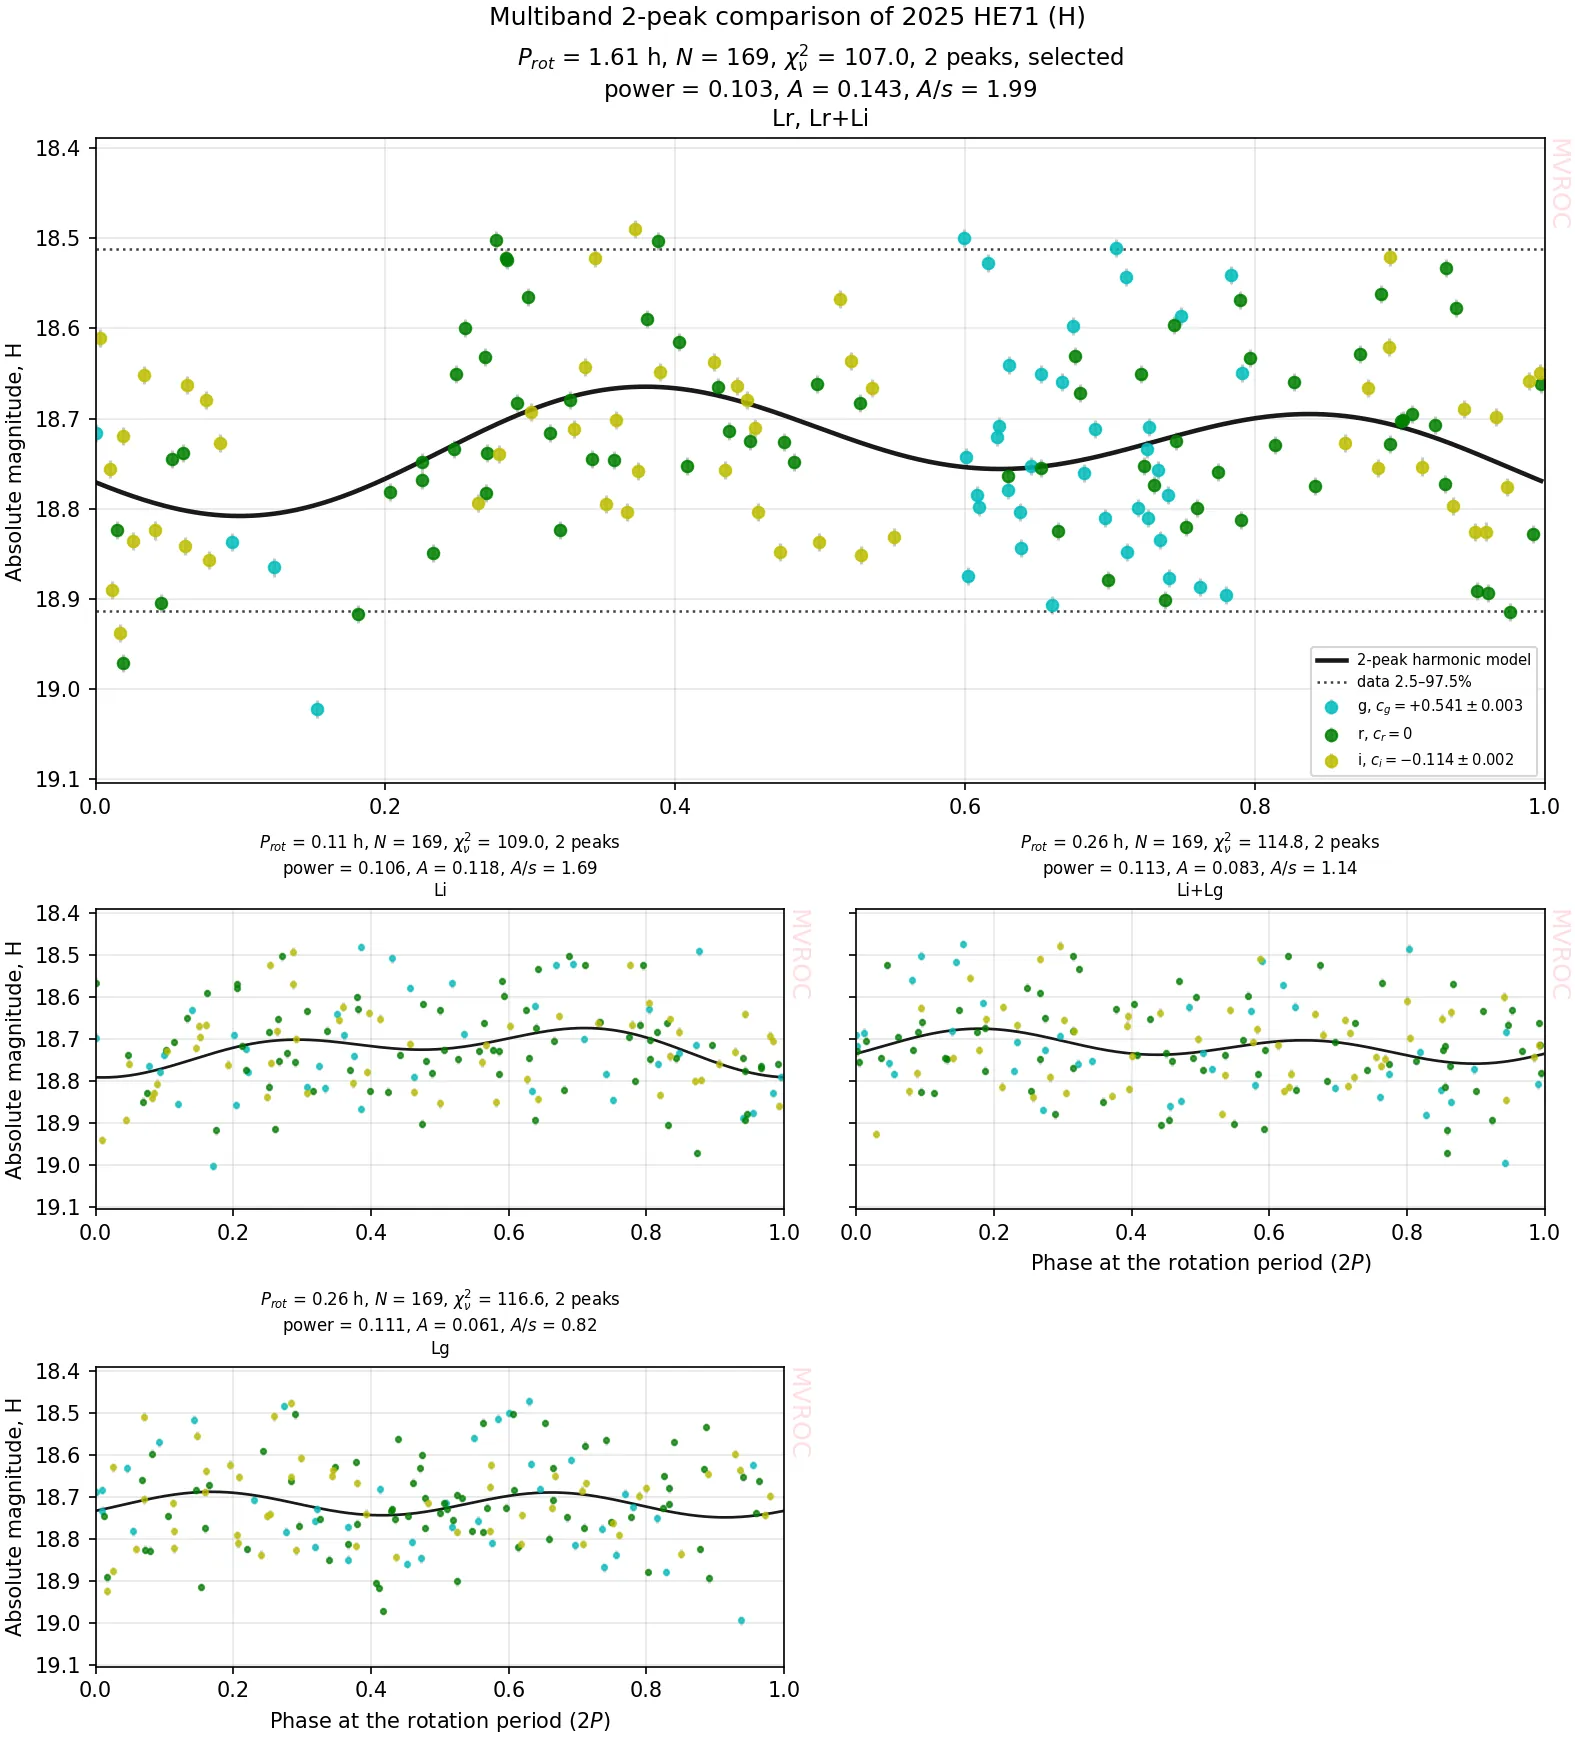 Multiband 2-peak comparison of 2025 HE71 (H)
P_rot = 1.61 h, N = 169, χ²_ν = 107.0, 2 peaks, selected
power = 0.103, A = 0.143, A/s = 1.99
Lr, Lr+Li
18.4
18.5
18.6
18.7
18.8
18.9
19.0
19.1
Absolute magnitude, H
0.0 0.2 0.4 0.6 0.8 1.0
2-peak harmonic model
data 2.5–97.5%
g, c_g = +0.541 ± 0.003
r, c_r = 0
i, c_i = −0.114 ± 0.002
MVROC
P_rot = 0.11 h, N = 169, χ²_ν = 109.0, 2 peaks
power = 0.106, A = 0.118, A/s = 1.69
Li
18.4
18.5
18.6
18.7
18.8
18.9
19.0
19.1
Absolute magnitude, H
0.0 0.2 0.4 0.6 0.8 1.0
MVROC
P_rot = 0.26 h, N = 169, χ²_ν = 114.8, 2 peaks
power = 0.113, A = 0.083, A/s = 1.14
Li+Lg
0.0 0.2 0.4 0.6 0.8 1.0
Phase at the rotation period (2P)
MVROC
P_rot = 0.26 h, N = 169, χ²_ν = 116.6, 2 peaks
power = 0.111, A = 0.061, A/s = 0.82
Lg
18.4
18.5
18.6
18.7
18.8
18.9
19.0
19.1
Absolute magnitude, H
0.0 0.2 0.4 0.6 0.8 1.0
Phase at the rotation period (2P)
MVROC